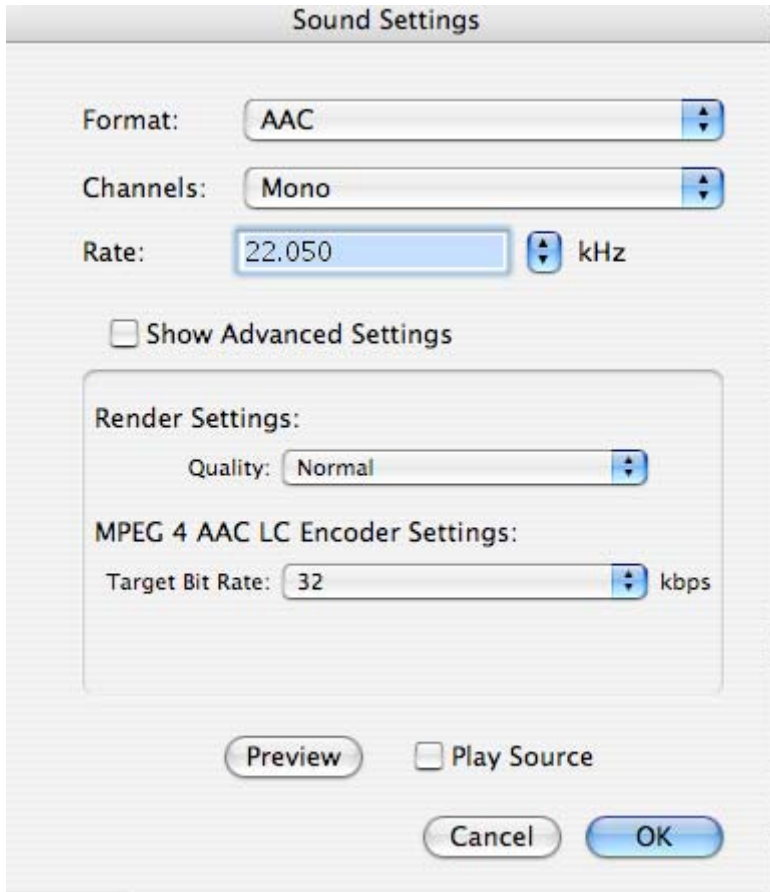 Sound Settings
Format: AAC
Channels: Mono
Rate: 22.050 kHz
Show Advanced Settings
Render Settings:
Quality: Normal
MPEG 4 AAC LC Encoder Settings:
Target Bit Rate: 32 kbps
Preview Play Source
Cancel OK